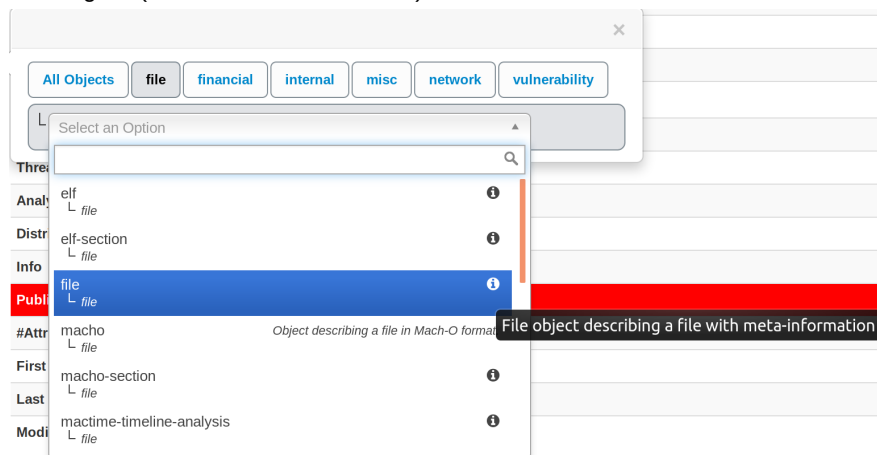 ×
All Objects file financial internal misc network vulnerability
Select an Option
elf
file
elf-section
file
file
file
File object describing a file with meta-information
macho Object describing a file in Mach-O format
file
macho-section
file
mactime-timeline-analysis
file
Threa
Analy
Distr
Info
Publi
#Attr
First
Last
Modi